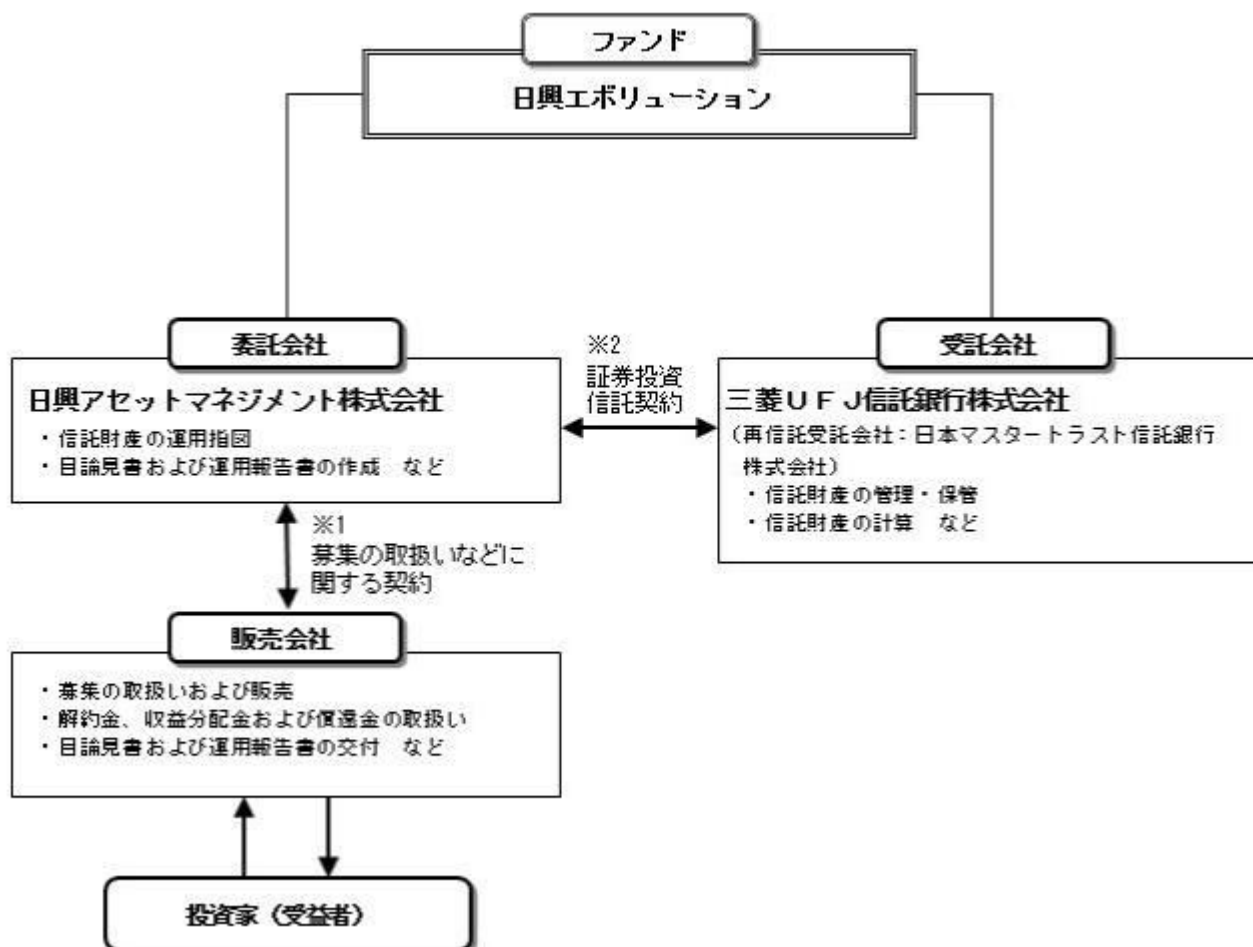 ファンド
日興エボリューション
委託会社
日興アセットマネジメント株式会社
・信託財産の運用指図
・目論見書および運用報告書の作成　など
※2
証券投資
信託契約
受託会社
三菱ＵＦＪ信託銀行株式会社
（再信託受託会社：日本マスタートラスト信託銀行
株式会社）
・信託財産の管理・保管
・信託財産の計算　など
※1
募集の取扱いなどに
関する契約
販売会社
・募集の取扱いおよび販売
・解約金、収益分配金および償還金の取扱い
・目論見書および運用報告書の交付　など
投資家（受益者）